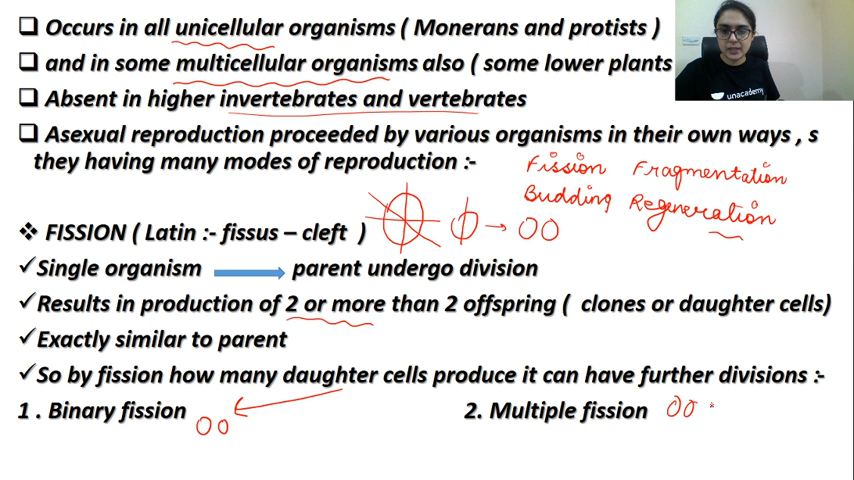 ❑ Occurs in all unicellular organisms ( Monerans and protists )
❑ and in some multicellular organisms also ( some lower plants
unacademy
❑ Absent in higher invertebrates and vertebrates
❑ Asexual reproduction proceeded by various organisms in their own ways , s
they having many modes of reproduction :-
Fission Fragmentation
Budding Regeneration
❖ FISSION ( Latin :- fissus – cleft )
✓Single organism → parent undergo division
✓Results in production of 2 or more than 2 offspring ( clones or daughter cells)
✓Exactly similar to parent
✓So by fission how many daughter cells produce it can have further divisions :-
1 . Binary fission 2. Multiple fission